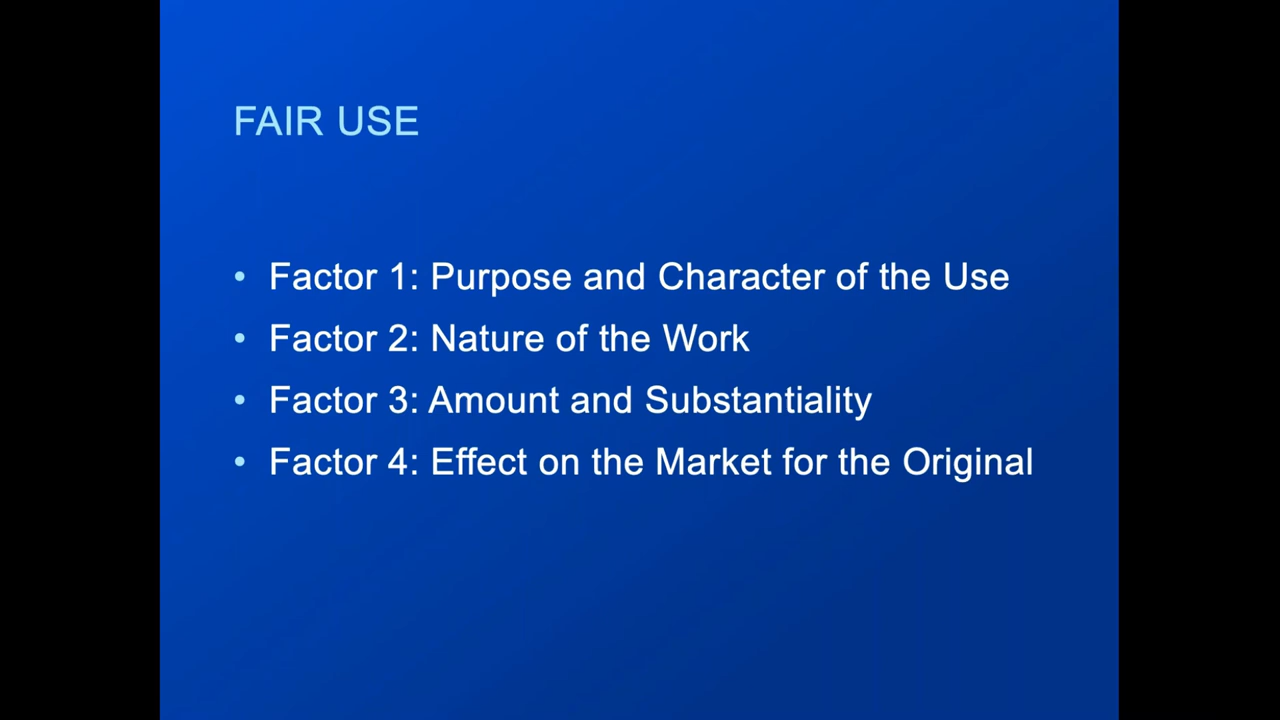 FAIR USE
• Factor 1: Purpose and Character of the Use
• Factor 2: Nature of the Work
• Factor 3: Amount and Substantiality
• Factor 4: Effect on the Market for the Original